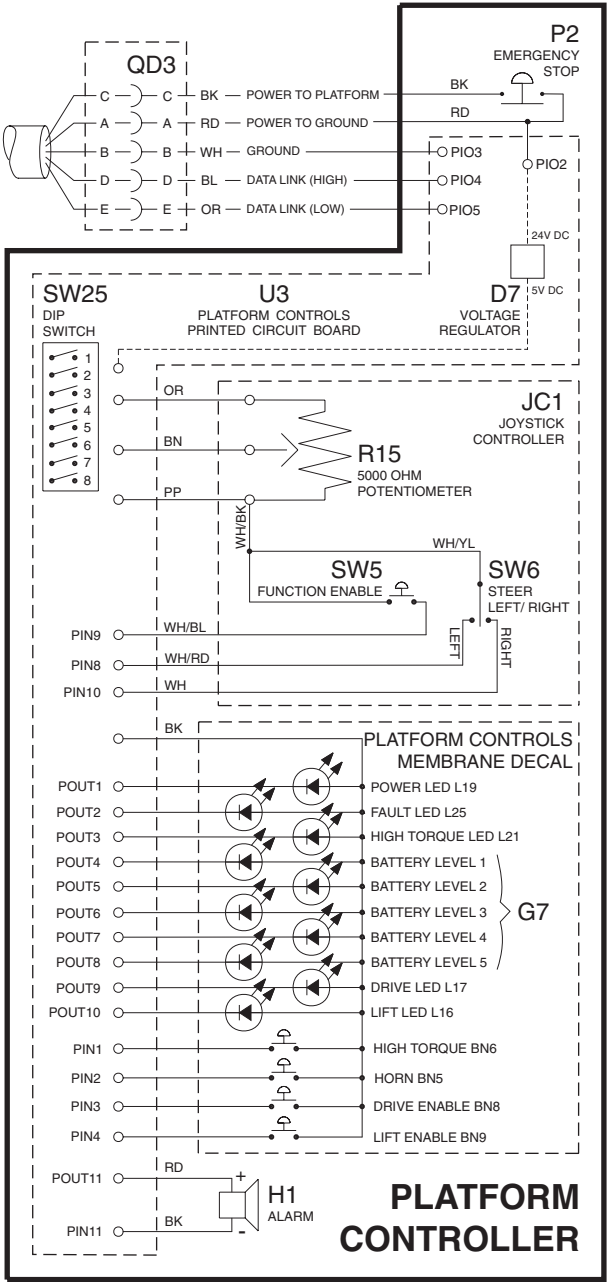 P2
EMERGENCY
STOP
QD3
C C BK POWER TO PLATFORM BK
A A RD POWER TO GROUND RD
B B WH GROUND PIO3
PIO2
D D BL DATA LINK (HIGH) PIO4
E E OR DATA LINK (LOW) PIO5
24V DC
5V DC
SW25
DIP
SWITCH
U3
PLATFORM CONTROLS
PRINTED CIRCUIT BOARD
D7
VOLTAGE
REGULATOR
1
2
3
4
5
6
7
8
OR
BN
PP
JC1
JOYSTICK
CONTROLLER
R15
5000 OHM
POTENTIOMETER
WH/BK
WH/YL
SW5
FUNCTION ENABLE
SW6
STEER
LEFT/ RIGHT
LEFT
RIGHT
PIN9 WH/BL
PIN8 WH/RD
PIN10 WH
BK
PLATFORM CONTROLS
MEMBRANE DECAL
POUT1 POWER LED L19
POUT2 FAULT LED L25
POUT3 HIGH TORQUE LED L21
POUT4 BATTERY LEVEL 1
POUT5 BATTERY LEVEL 2
POUT6 BATTERY LEVEL 3
G7
POUT7 BATTERY LEVEL 4
POUT8 BATTERY LEVEL 5
POUT9 DRIVE LED L17
POUT10 LIFT LED L16
PIN1 HIGH TORQUE BN6
PIN2 HORN BN5
PIN3 DRIVE ENABLE BN8
PIN4 LIFT ENABLE BN9
POUT11 RD +
H1
ALARM
PIN11 BK -
PLATFORM
CONTROLLER